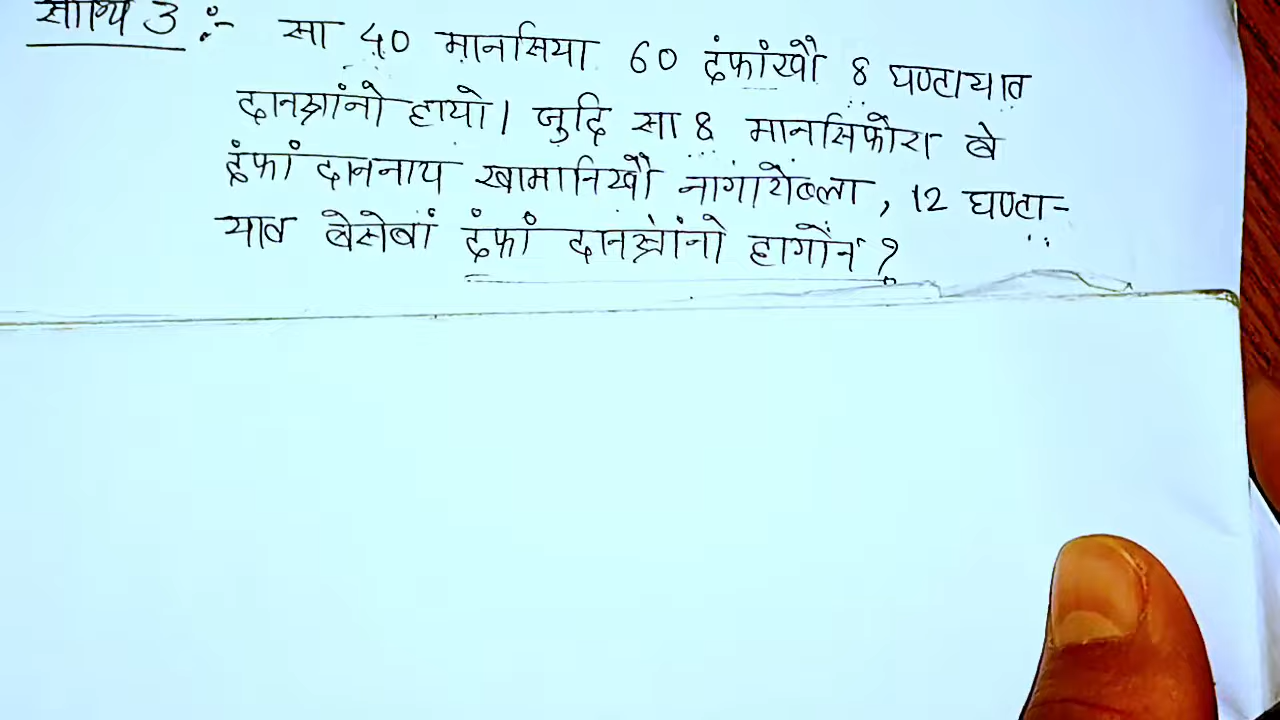 सोंथि 3 :- सा 40 मानसिया 60 दंफांखौ 8 घण्टायाव
दानस्रांनो हायो। जुदि सा 8 मानसिफोरा बे
दंफां दाननाय खामानिखौ नागारोब्ला, 12 घण्टा-
याव बेसेबां दंफां दानस्रांनो हागौन ?